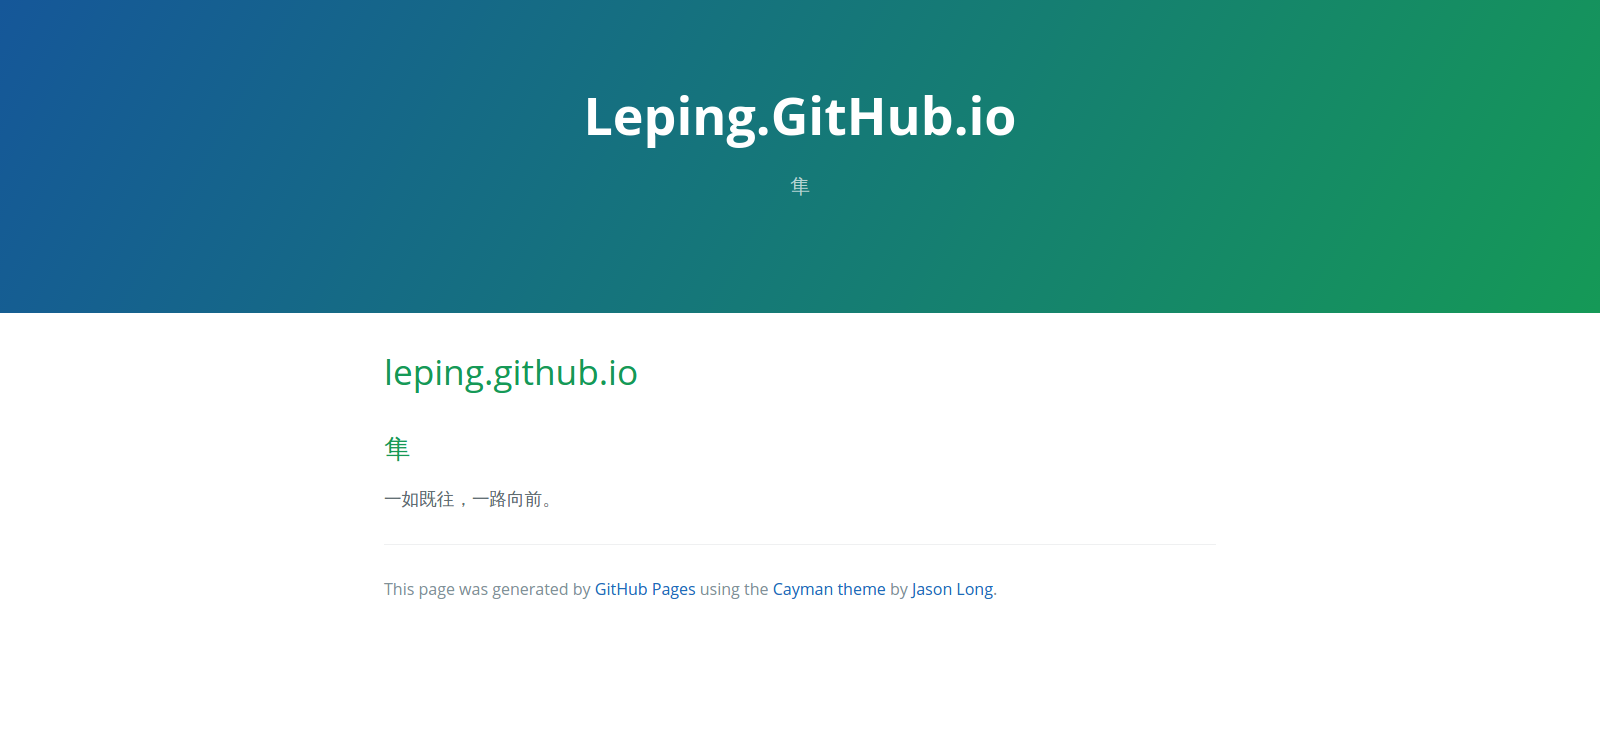 Leping.GitHub.io
隼
leping.github.io
隼
一如既往，一路向前。
This page was generated by GitHub Pages using the Cayman theme by Jason Long.